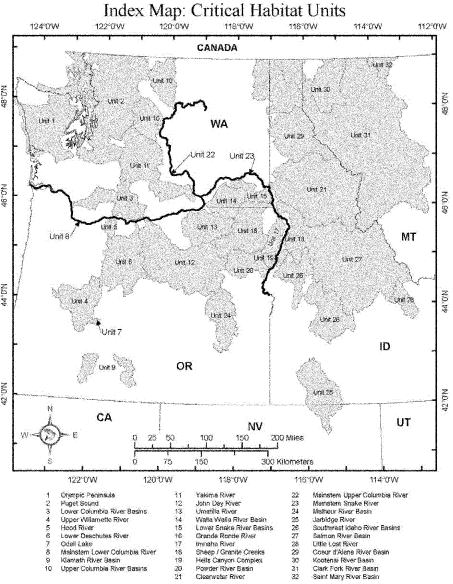 Index Map: Critical Habitat Units
124°0'W 122°0'W 120°0'W 118°0'W 116°0'W 114°0'W 112°0'W
CANADA
48°0'N
46°0'N
44°0'N
42°0'N
48°0'N
46°0'N
44°0'N
42°0'N
Unit 32
Unit 10
Unit 30
Unit 2
Unit 1
Unit 10
WA
Unit 29
Unit 31
Unit 11
Unit 22
Unit 23
Unit 21
Unit 3
Unit 14
Unit 15
MT
Unit 8
Unit 5
Unit 13
Unit 16
Unit 17
Unit 18
Unit 6
Unit 12
Unit 19
Unit 27
Unit 20
Unit 26
Unit 4
Unit 28
Unit 7
Unit 24
Unit 26
ID
Unit 9
OR
Unit 25
CA
NV
UT
N
W E
S
0 25 50 100 150 200 Miles
0 75 150 300 Kilometers
122°0'W 120°0'W 118°0'W 116°0'W 114°0'W
1 Olympic Peninsula
2 Puget Sound
3 Lower Columbia River Basins
4 Upper Willamette River
5 Hood River
6 Lower Deschutes River
7 Odell Lake
8 Mainstem Lower Columbia River
9 Klamath River Basin
10 Upper Columbia River Basins
11 Yakima River
12 John Day River
13 Umatilla River
14 Walla Walla River Basin
15 Lower Snake River Basins
16 Grande Ronde River
17 Imnaha River
18 Sheep / Granite Creeks
19 Hells Canyon Complex
20 Powder River Basin
21 Clearwater River
22 Mainstem Upper Columbia River
23 Mainstem Snake River
24 Malheur River Basin
25 Jarbidge River
26 Southwest Idaho River Basins
27 Salmon River Basin
28 Little Lost River
29 Coeur d'Alene River Basin
30 Kootenai River Basin
31 Clark Fork River Basin
32 Saint Mary River Basin